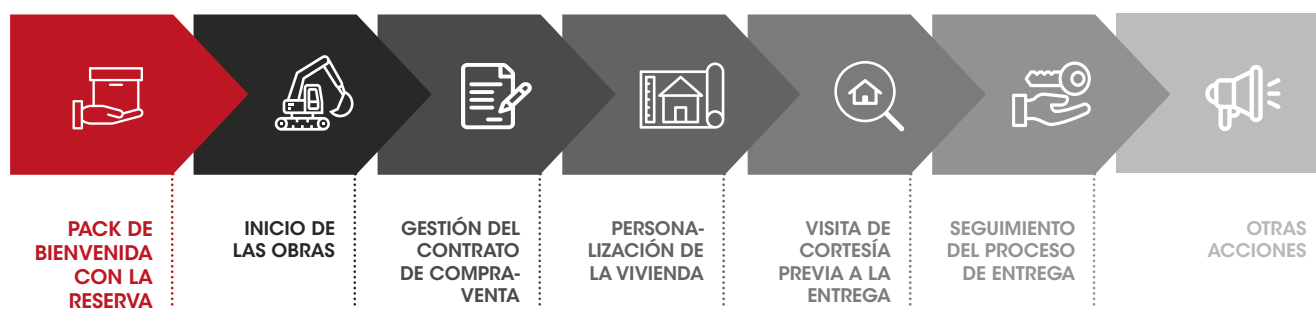 PACK DE
BIENVENIDA
CON LA
RESERVA
INICIO DE
LAS OBRAS
GESTIÓN DEL
CONTRATO
DE COMPRA-
VENTA
PERSONA-
LIZACIÓN DE
LA VIVIENDA
VISITA DE
CORTESÍA
PREVIA A LA
ENTREGA
SEGUIMIENTO
DEL PROCESO
DE ENTREGA
OTRAS
ACCIONES